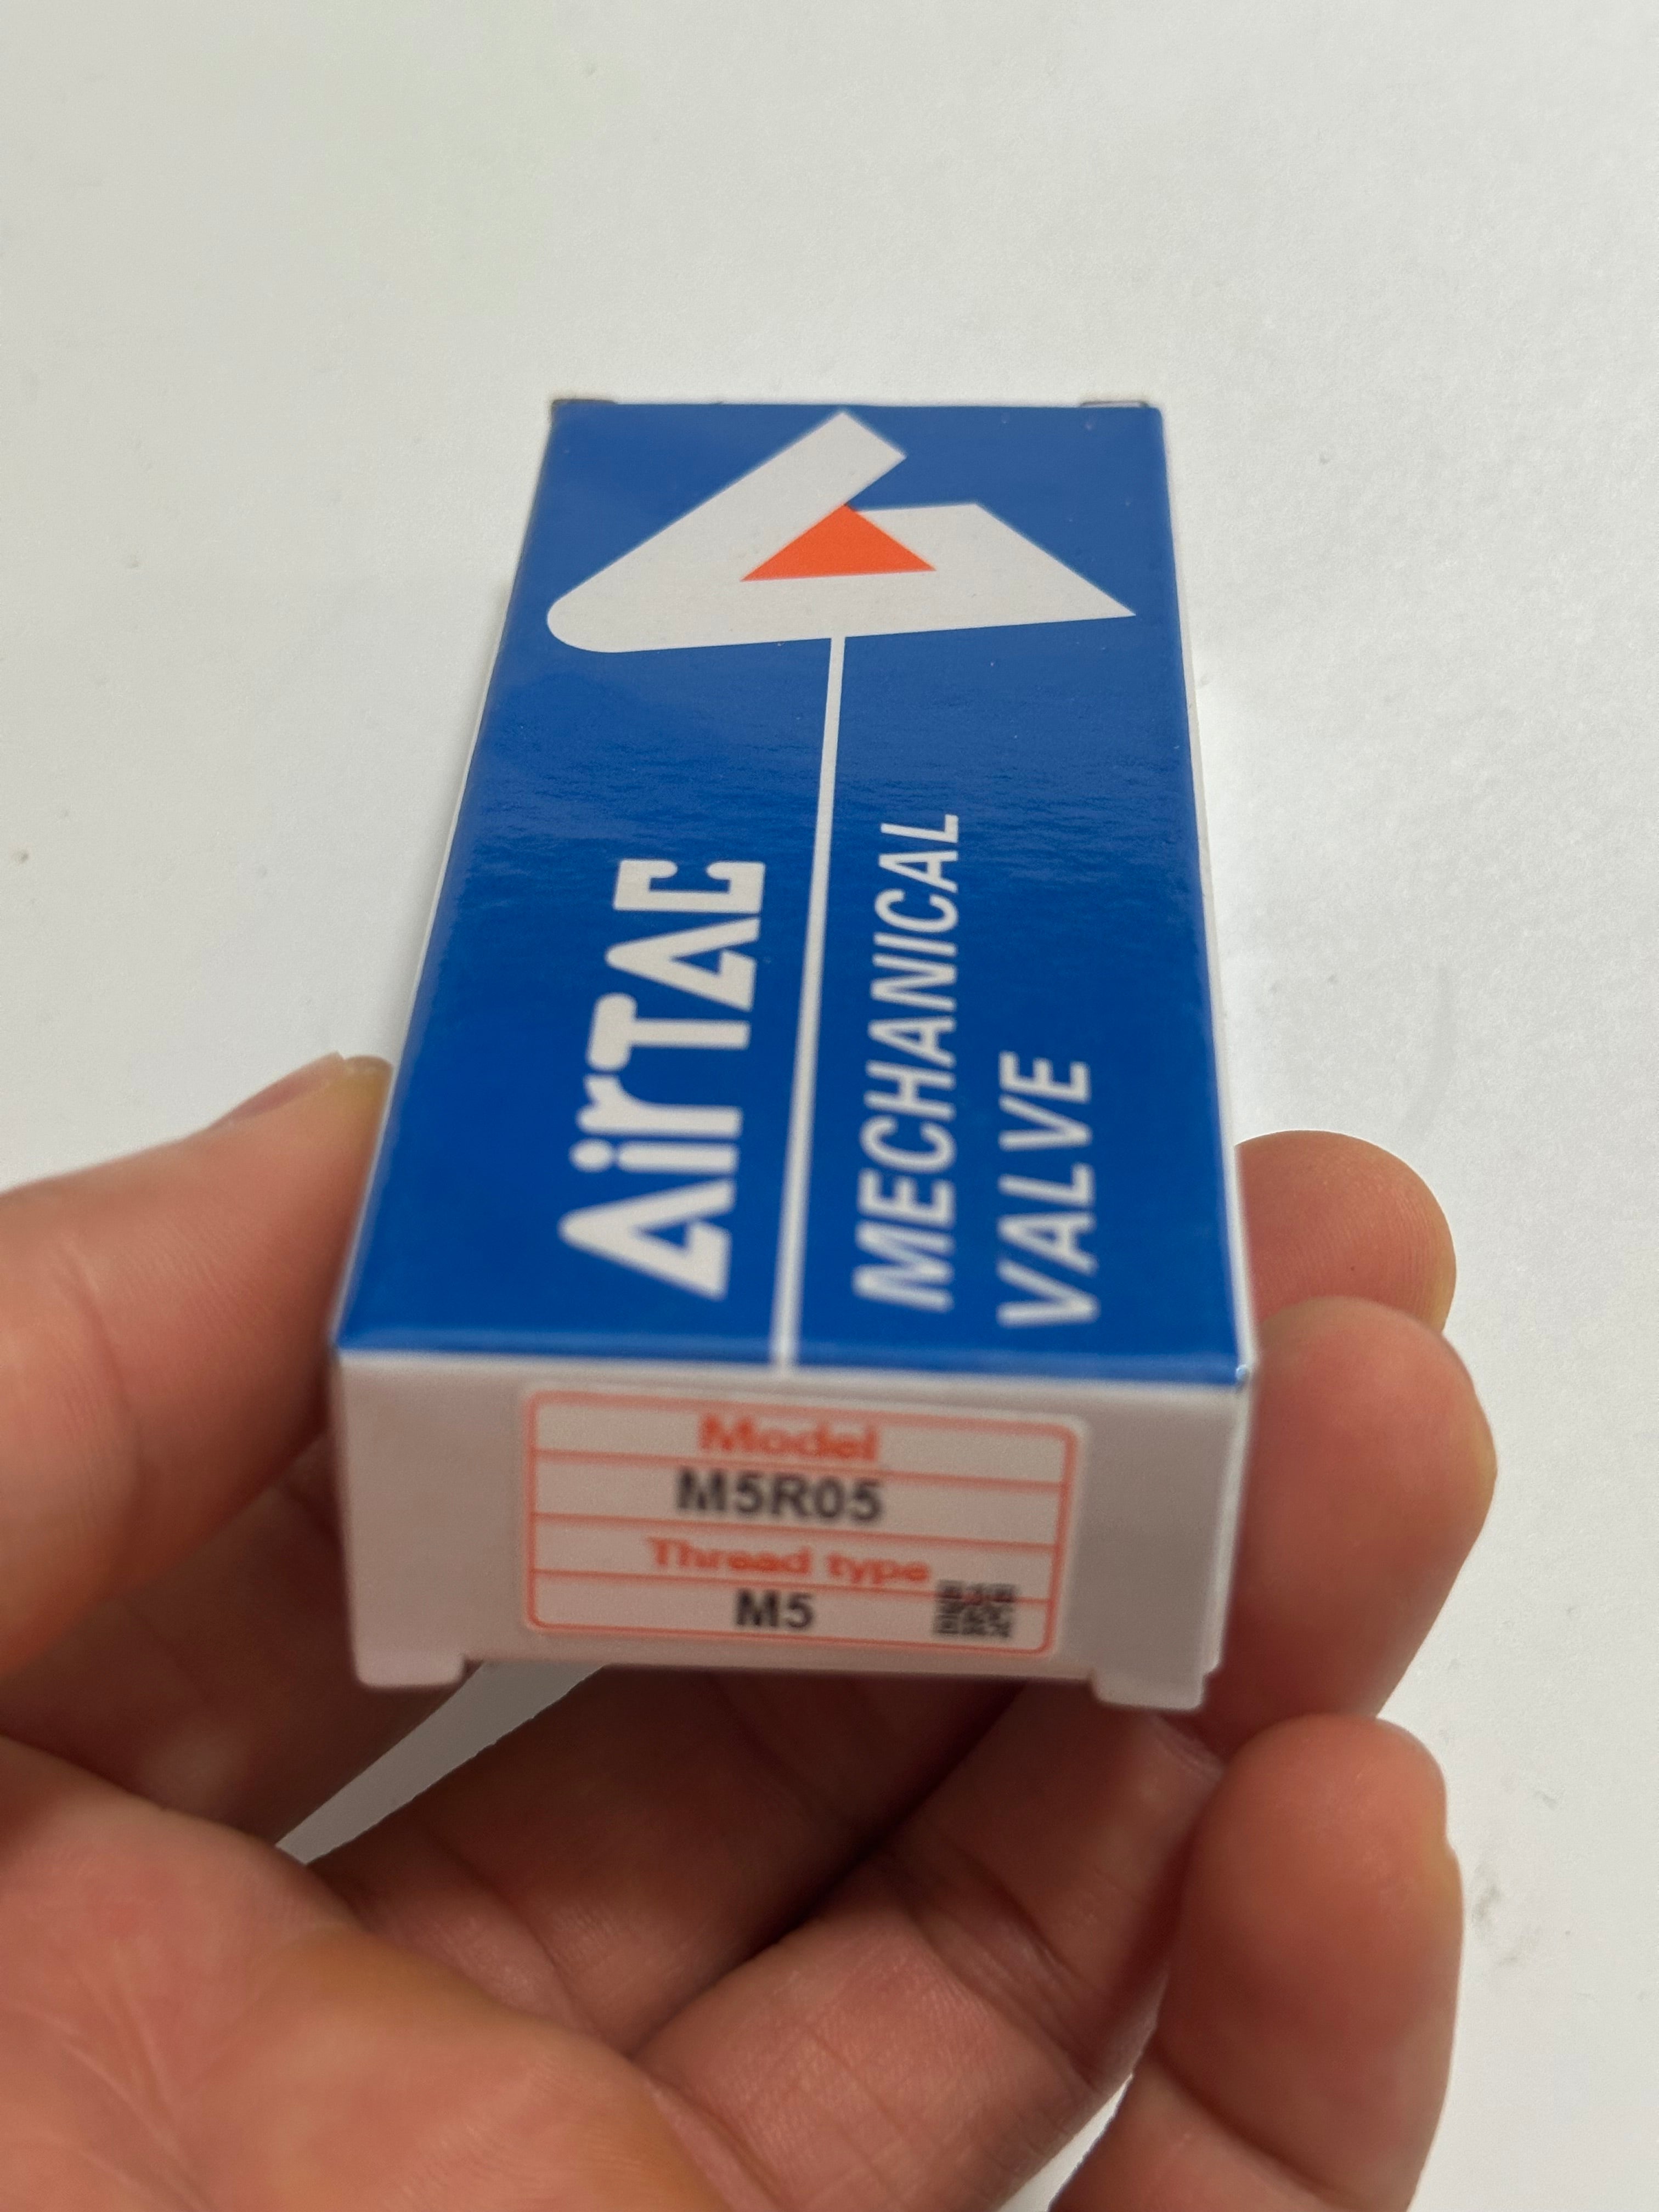 AirTAC
MECHANICAL
VALVE
Model
M5R05
Thread type
M5